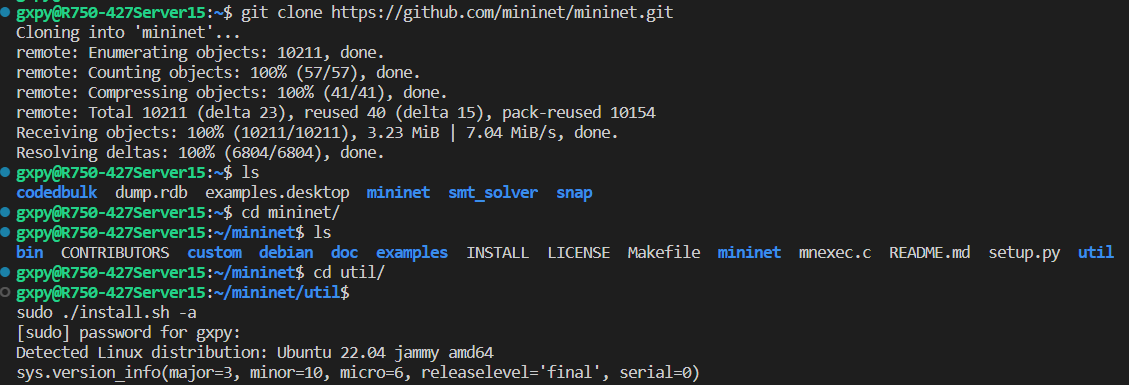 gxpy@R750-427Server15:~$ git clone https://github.com/mininet/mininet.git
Cloning into 'mininet'...
remote: Enumerating objects: 10211, done.
remote: Counting objects: 100% (57/57), done.
remote: Compressing objects: 100% (41/41), done.
remote: Total 10211 (delta 23), reused 40 (delta 15), pack-reused 10154
Receiving objects: 100% (10211/10211), 3.23 MiB | 7.04 MiB/s, done.
Resolving deltas: 100% (6804/6804), done.
gxpy@R750-427Server15:~$ ls
codedbulk  dump.rdb  examples.desktop  mininet  smt_solver  snap
gxpy@R750-427Server15:~$ cd mininet/
gxpy@R750-427Server15:~/mininet$ ls
bin  CONTRIBUTORS  custom  debian  doc  examples  INSTALL  LICENSE  Makefile  mininet  mnexec.c  README.md  setup.py  util
gxpy@R750-427Server15:~/mininet$ cd util/
gxpy@R750-427Server15:~/mininet/util$
sudo ./install.sh -a
[sudo] password for gxpy:
Detected Linux distribution: Ubuntu 22.04 jammy amd64
sys.version_info(major=3, minor=10, micro=6, releaselevel='final', serial=0)